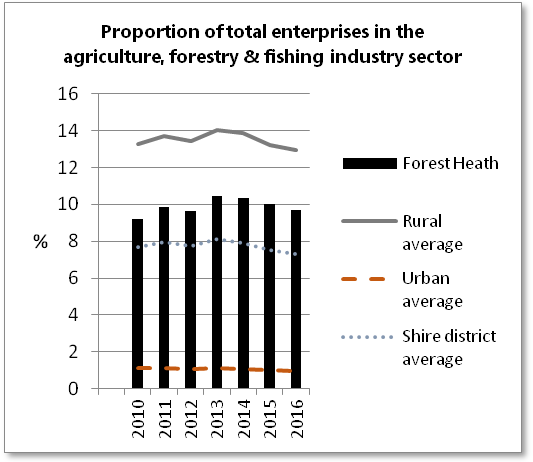 Proportion of total enterprises in the
agriculture, forestry & fishing industry sector
16
14
12
10
8
6
4
2
0
%
2010
2011
2012
2013
2014
2015
2016
Forest Heath
Rural
average
Urban
average
Shire district
average